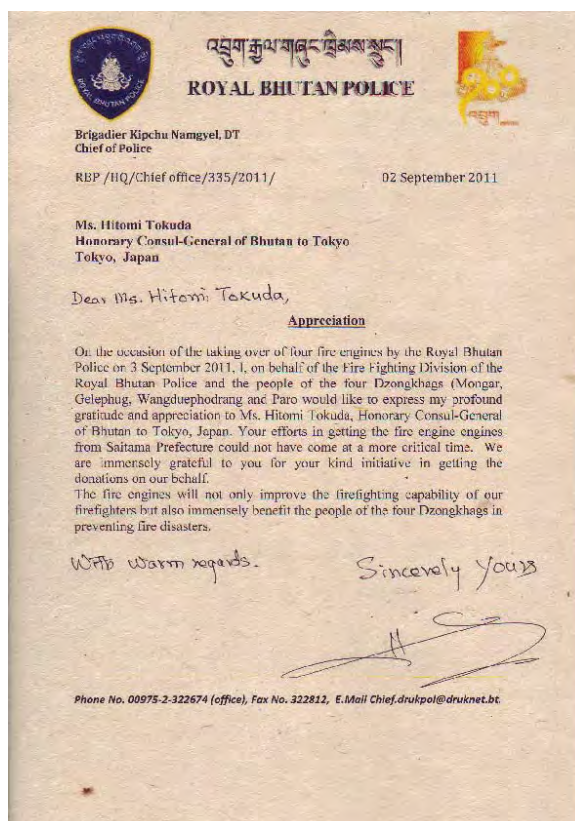 འབྲུག་རྒྱལ་གཞུང་ཁྲིམས་སྲུང།
ROYAL BHUTAN POLICE
ROYAL BHUTAN
འབྲུག
Brigadier Kipchu Namgyel, DT
Chief of Police
RBP /HQ/Chief office/335/2011/ 02 September 2011
Ms. Hitomi Tokuda
Honorary Consul-General of Bhutan to Tokyo
Tokyo, Japan
Dear Ms. Hitomi Tokuda,
Appreciation
On the occasion of the taking over of four fire engines by the Royal Bhutan
Police on 3 September 2011, I, on behalf of the Fire Fighting Division of the
Royal Bhutan Police and the people of the four Dzongkhags (Mongar,
Gelephug, Wangduephodrang and Paro would like to express my profound
gratitude and appreciation to Ms. Hitomi Tokuda, Honorary Consul-General
of Bhutan to Tokyo, Japan. Your efforts in getting the fire engine engines
from Saitama Prefecture could not have come at a more critical time. We
are immensely grateful to you for your kind initiative in getting the
donations on our behalf.
The fire engines will not only improve the firefighting capability of our
firefighters but also immensely benefit the people of the four Dzongkhags in
preventing fire disasters.
With warm regards.
Sincerely Yours
Phone No. 00975-2-322674 (office), Fax No. 322812, E.Mail Chief.drukpol@druknet.bt.